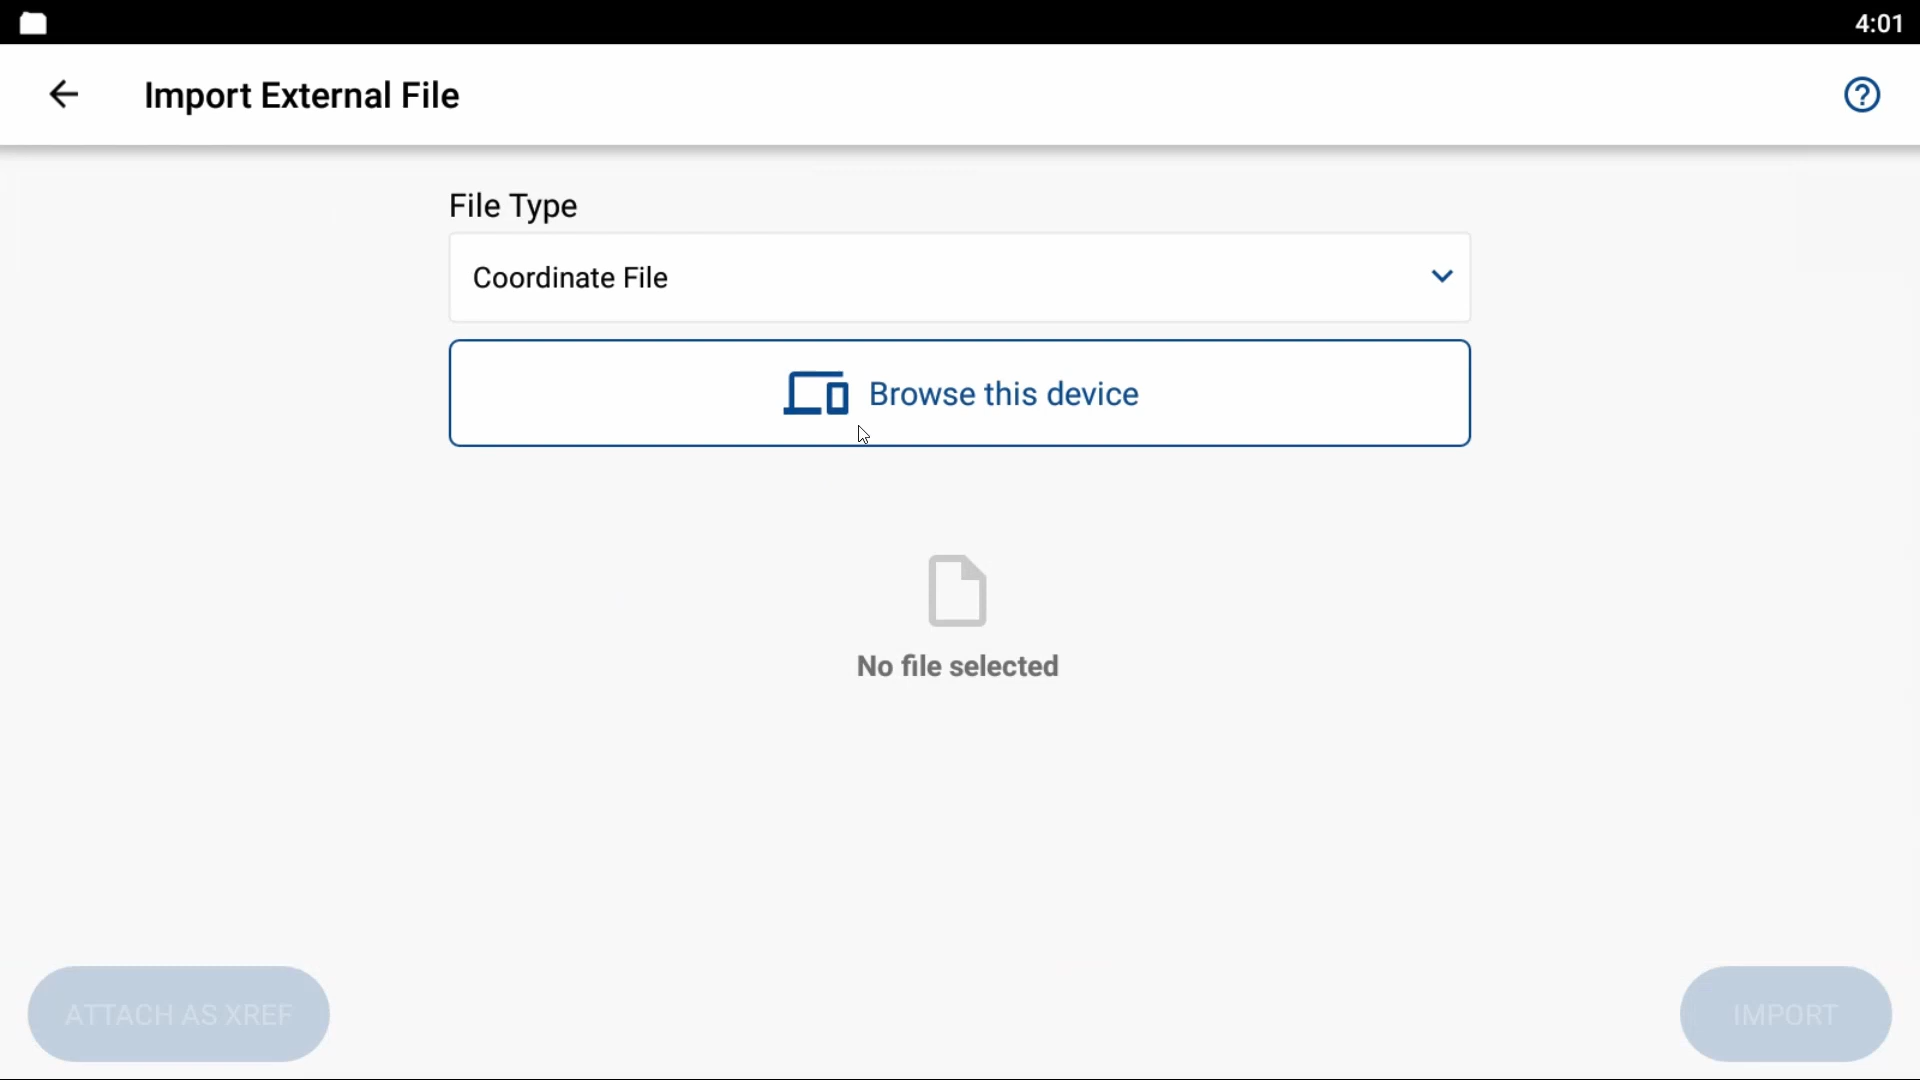 4:01
Import External File
File Type
Coordinate File
Browse this device
No file selected
ATTACH AS XREF
IMPORT